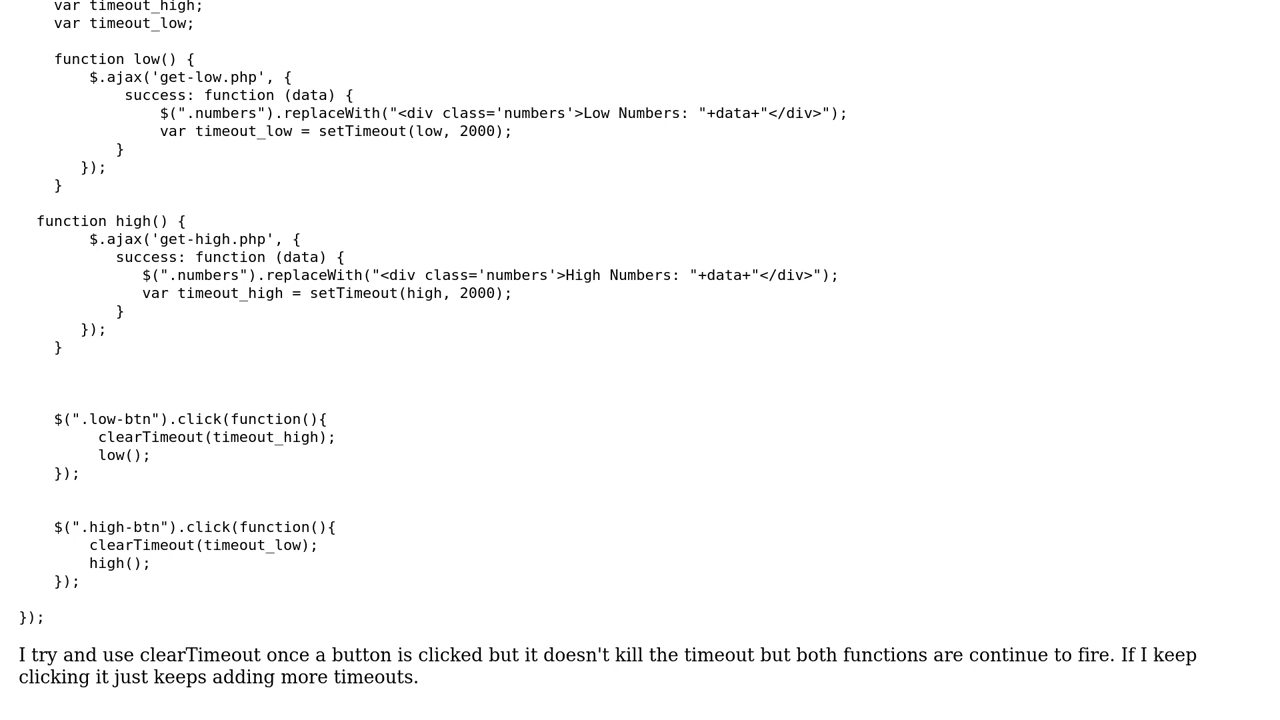 var timeout_high;
var timeout_low;
function low() {
$.ajax('get-low.php', {
success: function (data) {
$(".numbers").replaceWith("<div class='numbers'>Low Numbers: "+data+"</div>");
var timeout_low = setTimeout(low, 2000);
}
});
}
function high() {
$.ajax('get-high.php', {
success: function (data) {
$(".numbers").replaceWith("<div class='numbers'>High Numbers: "+data+"</div>");
var timeout_high = setTimeout(high, 2000);
}
});
}
$(".low-btn").click(function(){
clearTimeout(timeout_high);
low();
});
$(".high-btn").click(function(){
clearTimeout(timeout_low);
high();
});
});
I try and use clearTimeout once a button is clicked but it doesn't kill the timeout but both functions are continue to fire. If I keep
clicking it just keeps adding more timeouts.